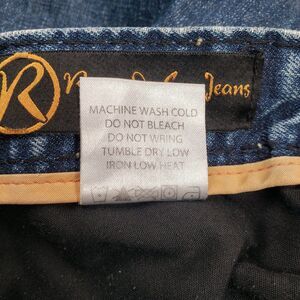 R
Jeans
MACHINE WASH COLD
DO NOT BLEACH
DO NOT WRING
TUMBLE DRY LOW
IRON LOW HEAT